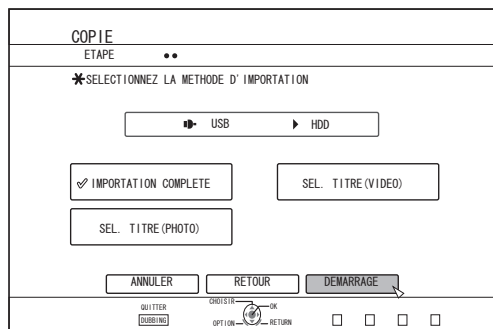 COPIE
ETAPE
SELECTIONNEZ LA METHODE D'IMPORTATION
USB HDD
IMPORTATION COMPLETE SEL. TITRE(VIDEO)
SEL. TITRE(PHOTO)
ANNULER RETOUR DEMARRAGE
QUITTER CHOISIR OK
DUBBING OPTION RETURN